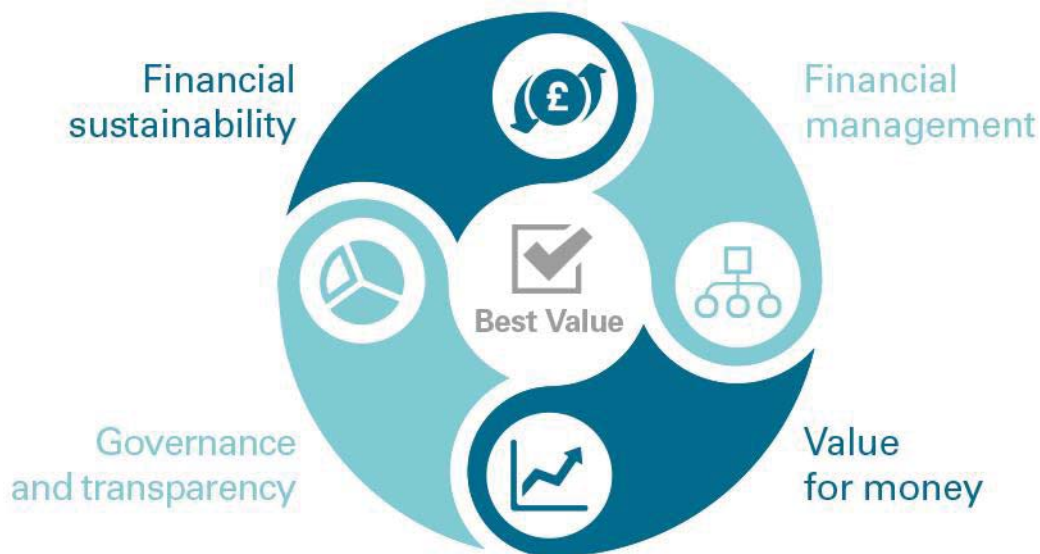 Financial
sustainability
£
Financial
management
Best Value
Governance
and transparency
Value
for money